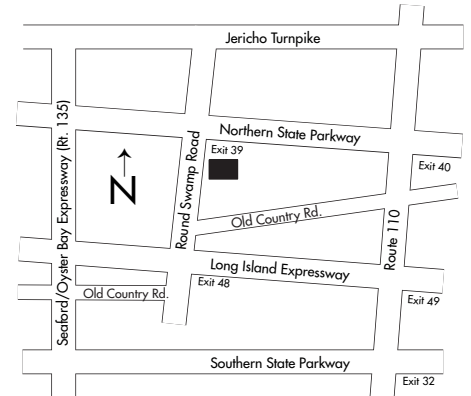 Jericho Turnpike
Seaford/Oyster Bay Expressway (Rt. 135)
Round Swamp Road
Northern State Parkway
Exit 39
Exit 40
N
Old Country Rd.
Route 110
Long Island Expressway
Exit 48
Old Country Rd.
Exit 49
Southern State Parkway
Exit 32